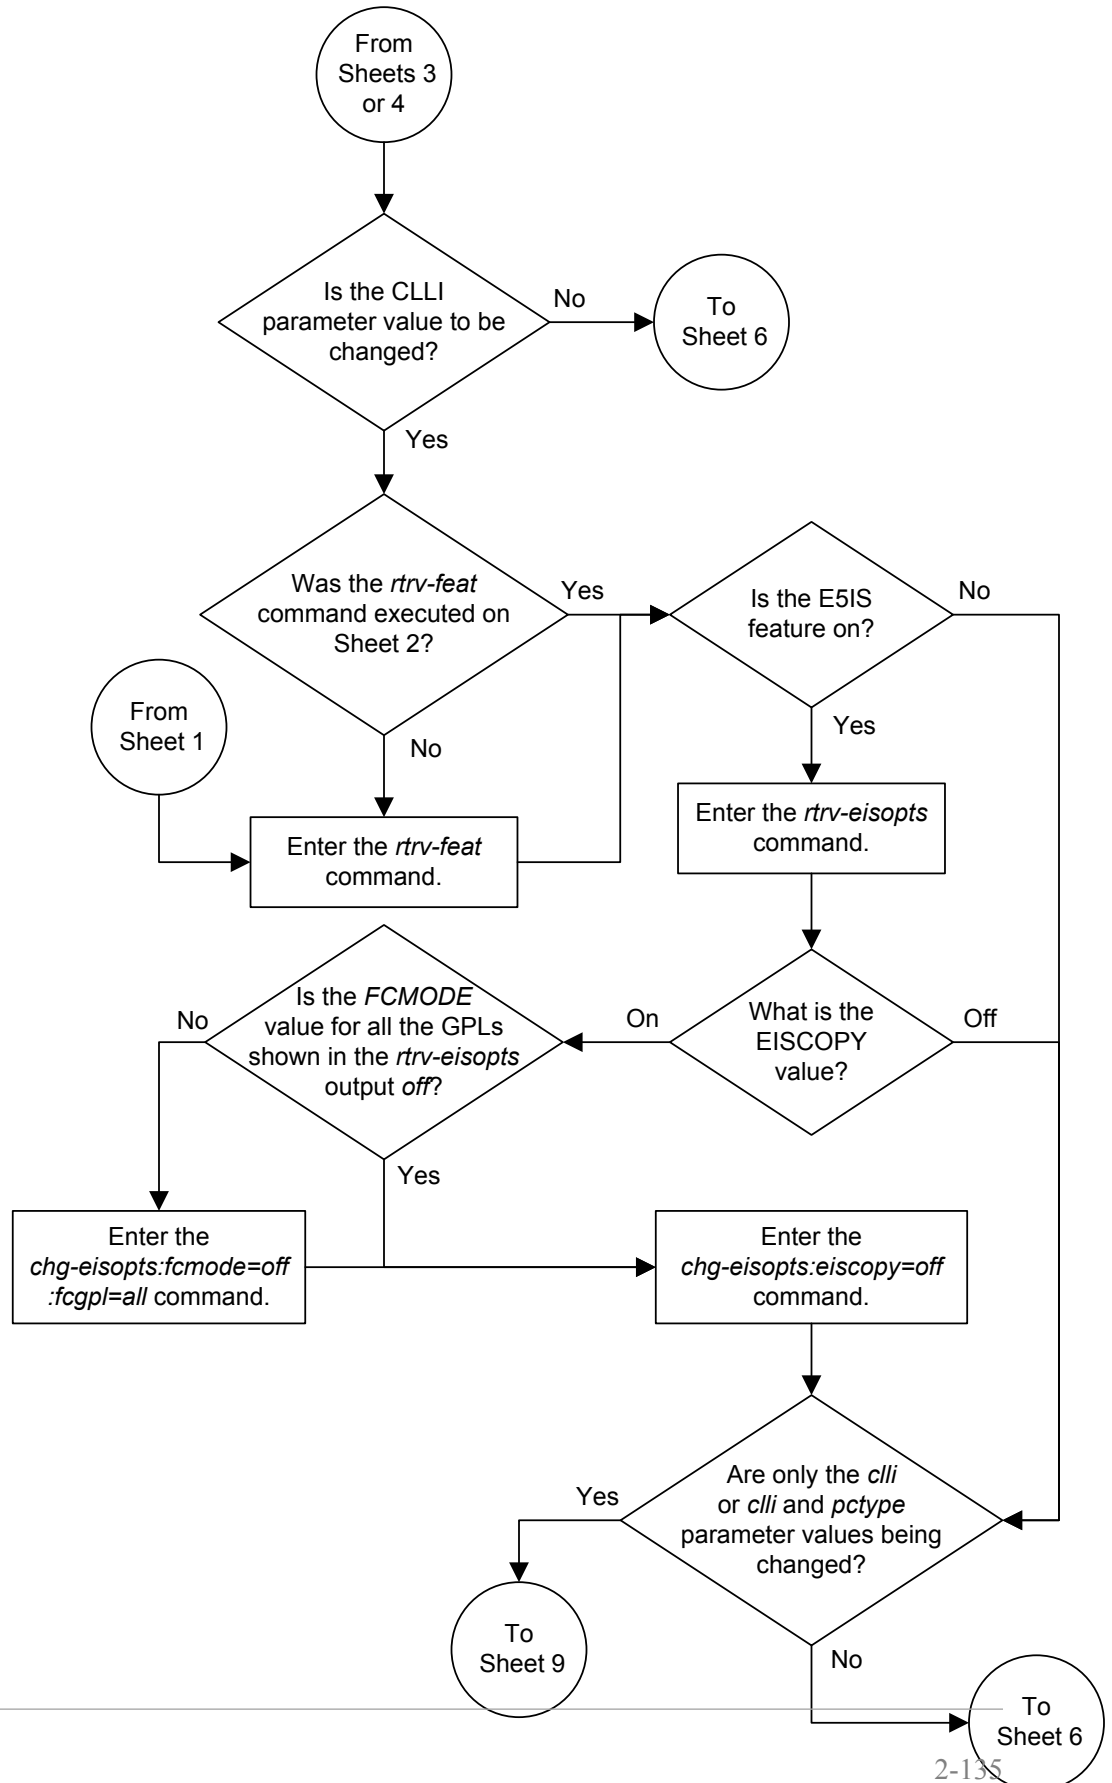 From
Sheets 3
or 4
Is the CLLI
parameter value to be
changed?
No
To
Sheet 6
Yes
Was the rtrv-feat
command executed on
Sheet 2?
Yes
Is the E5IS
feature on?
No
From
Sheet 1
No
Yes
Enter the rtrv-feat
command.
Enter the rtrv-eisopts
command.
Is the FCMODE
value for all the GPLs
shown in the rtrv-eisopts
output off?
No
On
What is the
EISCOPY
value?
Off
Yes
Enter the
chg-eisopts:fcmode=off
:fcgpl=all command.
Enter the
chg-eisopts:eiscopy=off
command.
Are only the clli
or clli and pctype
parameter values being
changed?
Yes
To
Sheet 9
No
To
Sheet 6
2-135